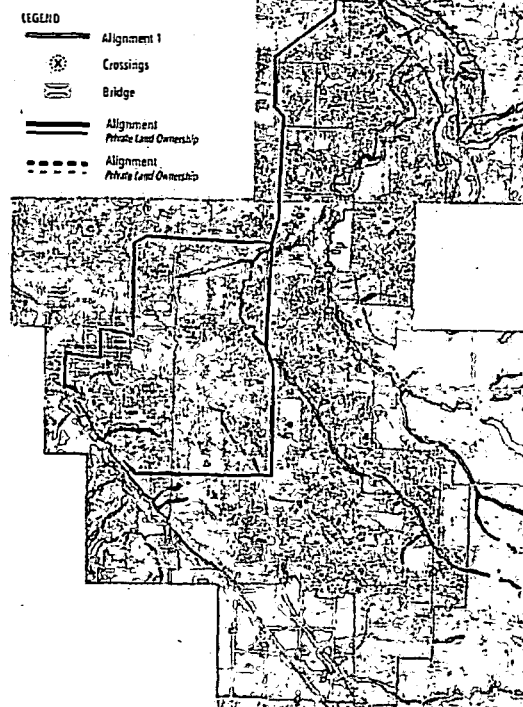 LEGEND
Alignment 1
Crossings
Bridge
Alignment
Private Land Ownership
Alignment
Private Land Ownership